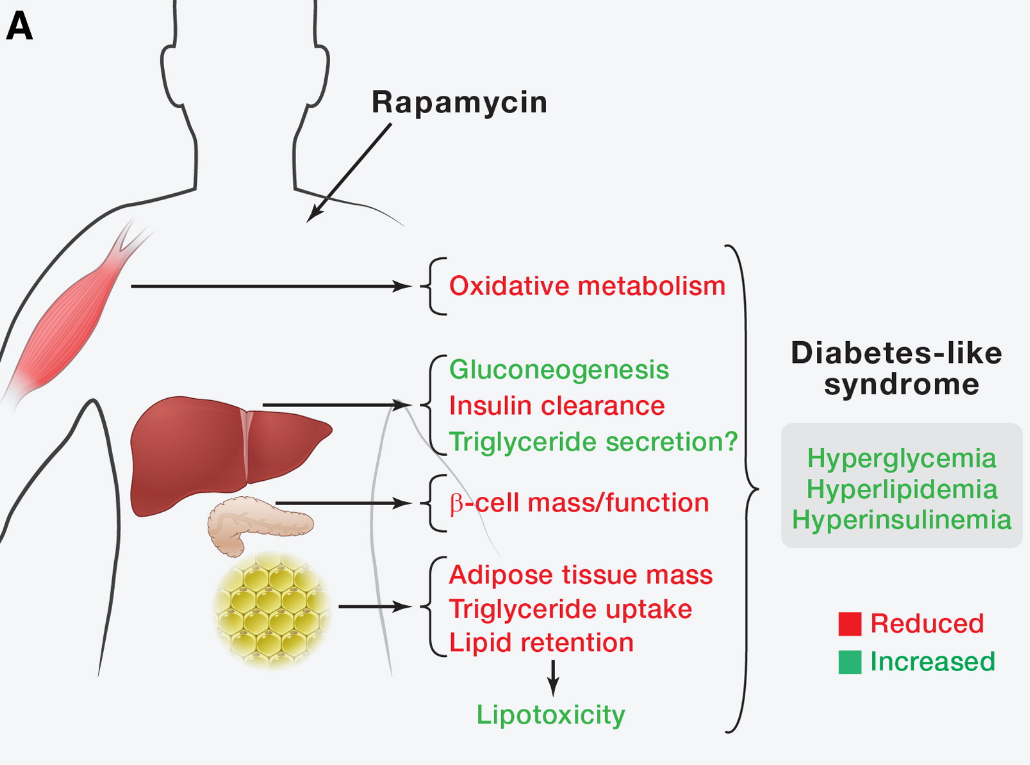 A
Rapamycin
Oxidative metabolism
Gluconeogenesis
Insulin clearance
Triglyceride secretion?
β-cell mass/function
Adipose tissue mass
Triglyceride uptake
Lipid retention
Lipotoxicity
Diabetes-like
syndrome
Hyperglycemia
Hyperlipidemia
Hyperinsulinemia
Reduced
Increased